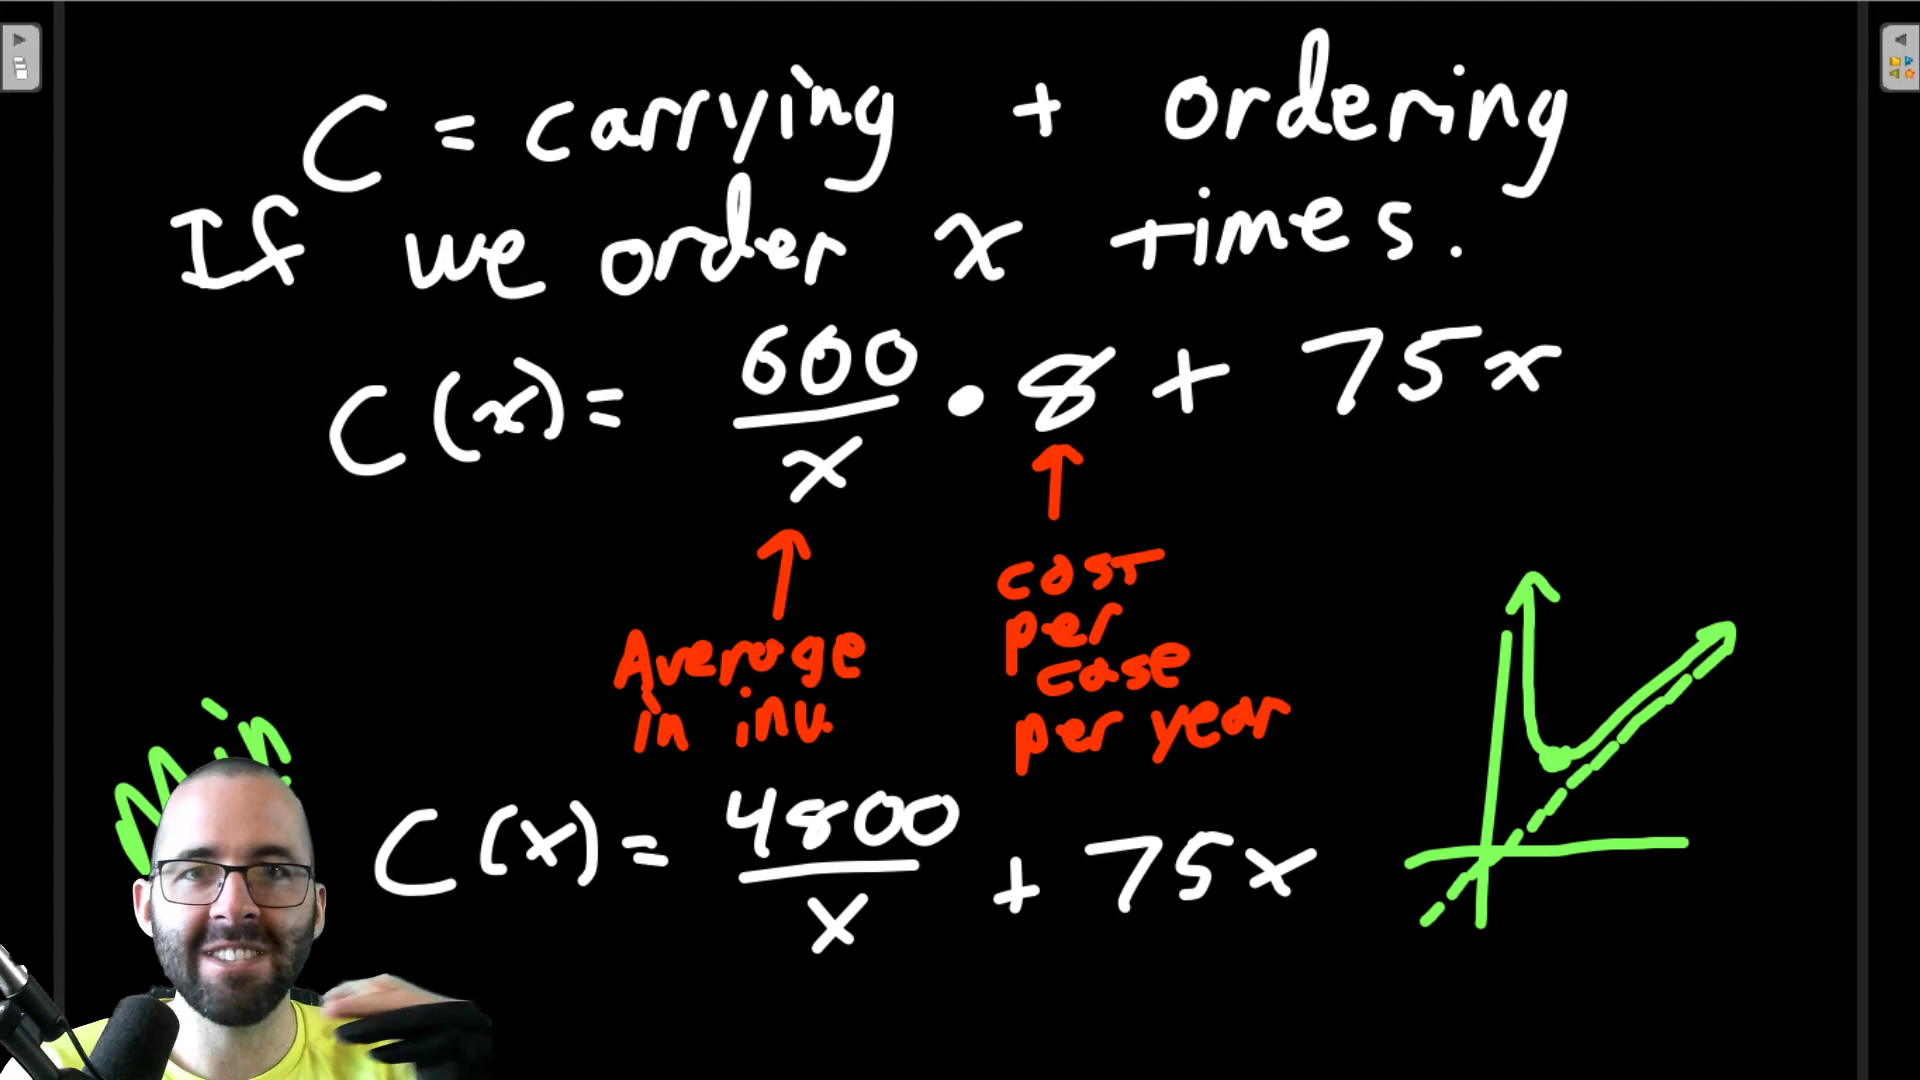 C = carrying + ordering
If we order x times.
C(x) = 600/x • 8 + 75x
Average
in inv.
cost
per
case
per year
Min
C(x) = 4800/x + 75x